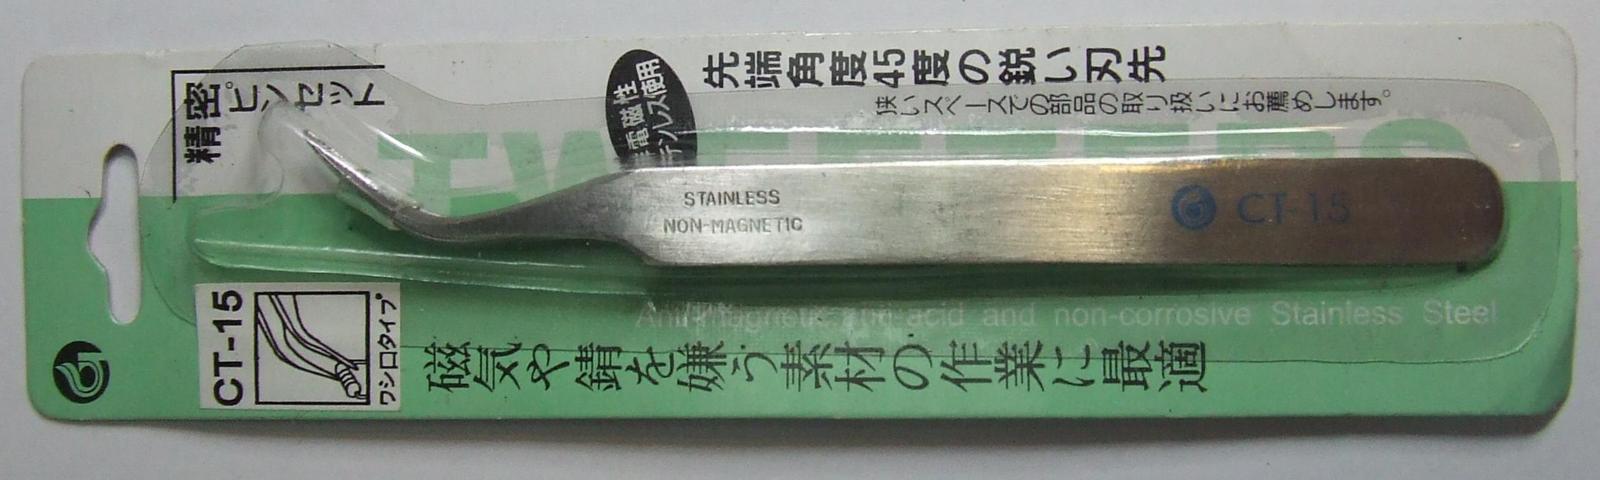 精密ピンセット
電磁性
テンレス使用
先端角度45度の鋭い刃先
狭いスペースでの部品の取り扱いにお薦めします。
STAINLESS
NON-MAGNETIC
CT-15
Anti-magnetic anti-acid and non-corrosive Stainless Steel
CT-15
ワシ口タイプ
磁気や錆を嫌う素材の作業に最適